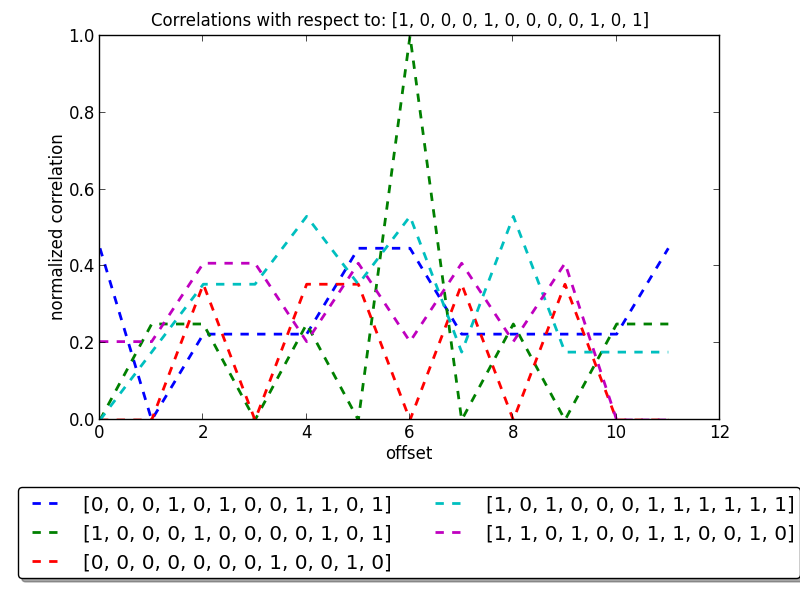 Correlations with respect to: [1, 0, 0, 0, 1, 0, 0, 0, 0, 1, 0, 1]
1.0
0.8
0.6
0.4
0.2
0.0
normalized correlation
0 2 4 6 8 10 12
offset
[0, 0, 0, 1, 0, 1, 0, 0, 1, 1, 0, 1]
[1, 0, 0, 0, 1, 0, 0, 0, 0, 1, 0, 1]
[0, 0, 0, 0, 0, 0, 0, 1, 0, 0, 1, 0]
[1, 0, 1, 0, 0, 0, 1, 1, 1, 1, 1, 1]
[1, 1, 0, 1, 0, 0, 1, 1, 0, 0, 1, 0]